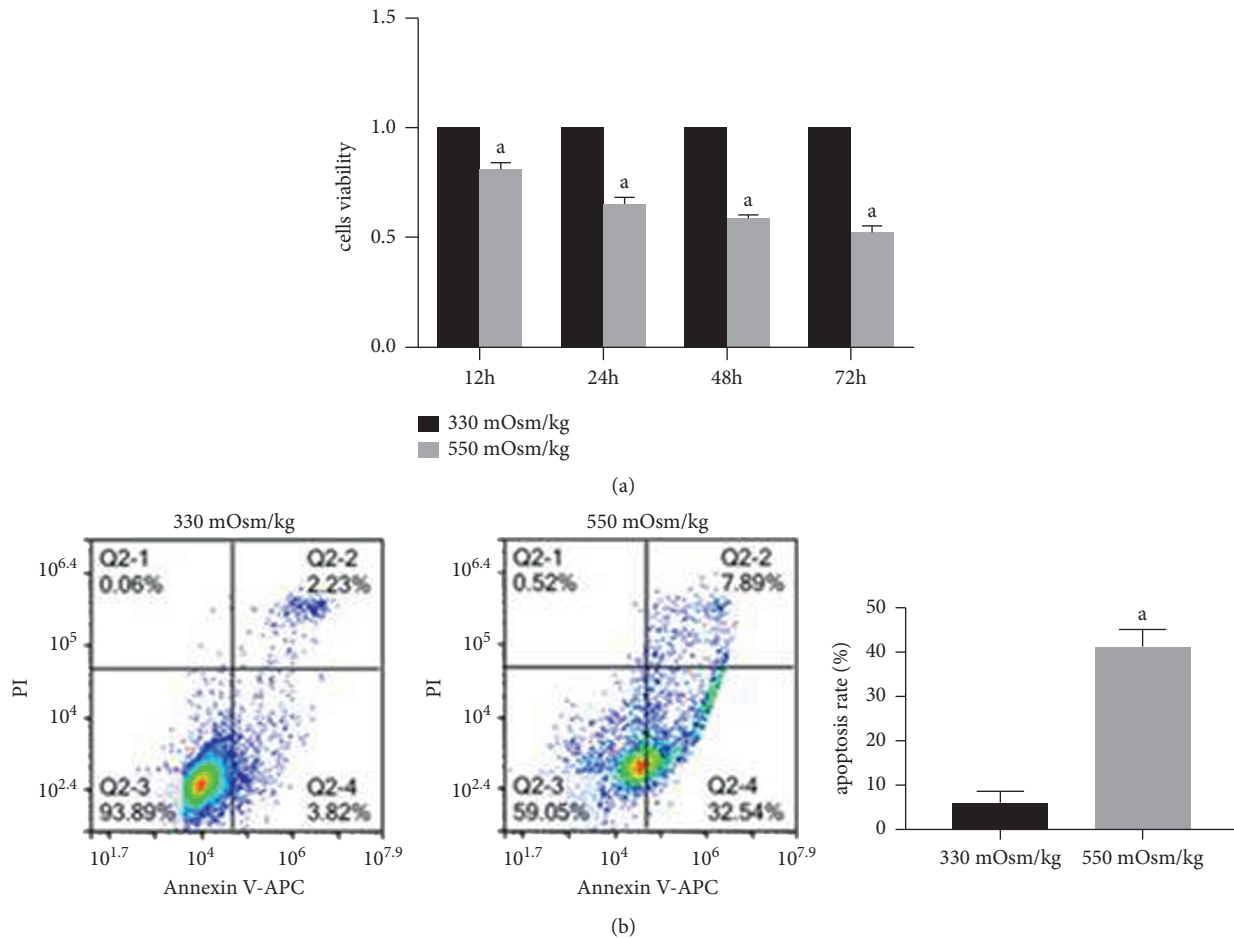 1.5
1.0
0.5
0.0
cells viability
a
a
a
a
12h
24h
48h
72h
330 mOsm/kg
550 mOsm/kg
(a)
330 mOsm/kg
Q2-1
0.06%
Q2-2
2.23%
Q2-3
93.89%
Q2-4
3.82%
10^6.4
10^5
10^4
10^2.4
PI
10^1.7
10^4
10^6
10^7.9
Annexin V-APC
550 mOsm/kg
Q2-1
0.52%
Q2-2
7.89%
Q2-3
59.05%
Q2-4
32.54%
10^6.4
10^5
10^4
10^2.4
PI
10^1.7
10^4
10^6
10^7.9
Annexin V-APC
50
40
30
20
10
0
apoptosis rate (%)
a
330 mOsm/kg
550 mOsm/kg
(b)